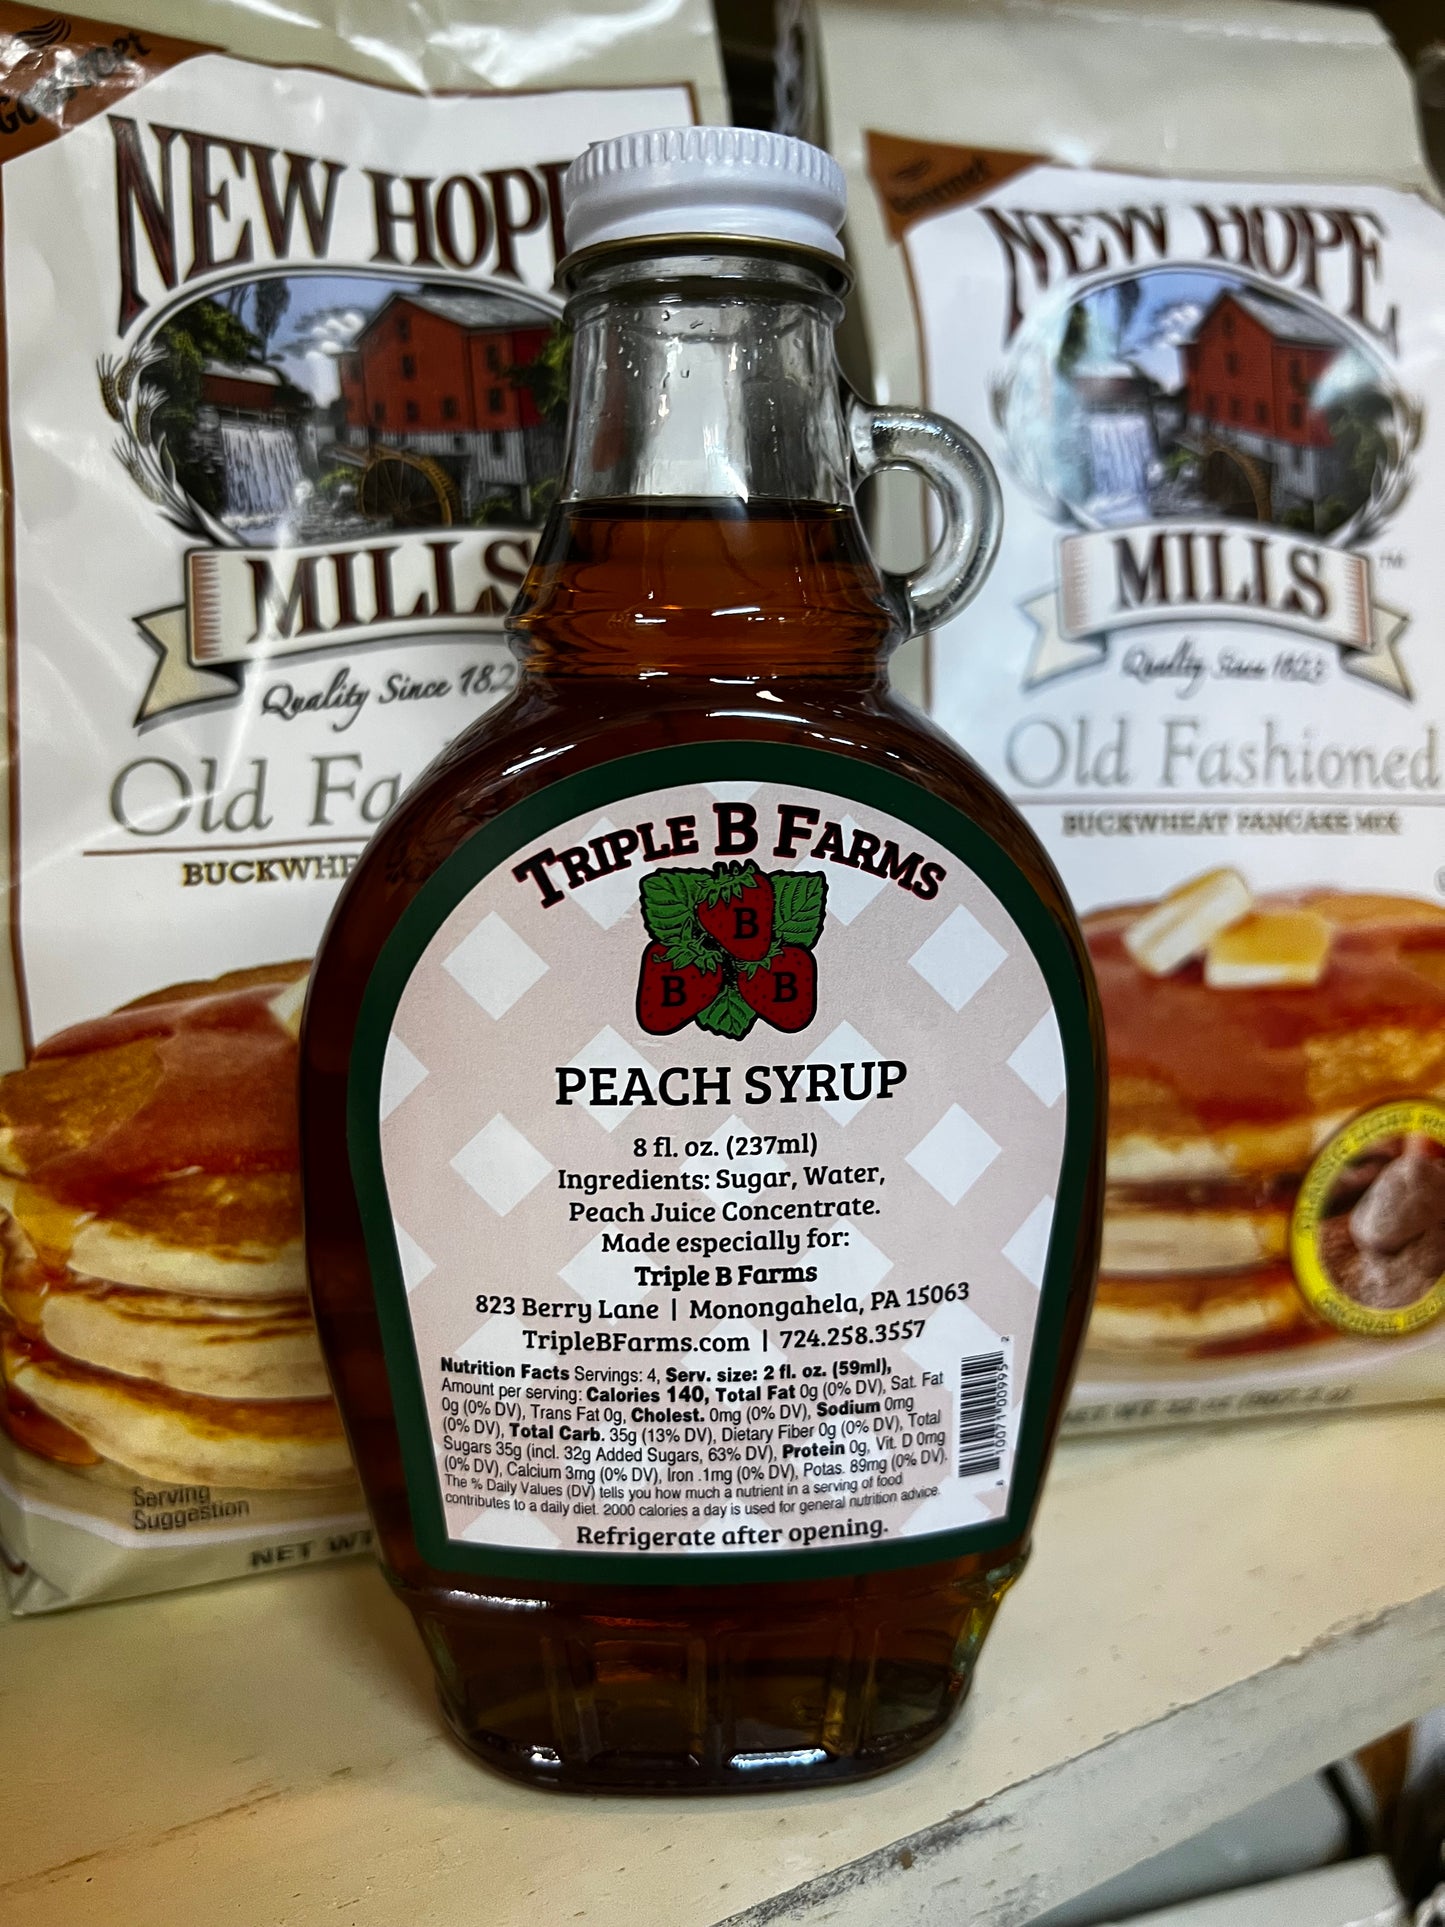 Gourmet
NEW HOPE
MILLS
Quality Since 182
Old Fa
BUCKWHE
Serving
Suggestion
NET WT
Gourmet
NEW HOPE
MILLS
TM
Quality Since 1823
Old Fashioned
BUCKWHEAT PANCAKE MIX
TRIPLE B FARMS
B
B B
PEACH SYRUP
8 fl. oz. (237ml)
Ingredients: Sugar, Water,
Peach Juice Concentrate.
Made especially for:
Triple B Farms
823 Berry Lane | Monongahela, PA 15063
TripleBFarms.com | 724.258.3557
Nutrition Facts Servings: 4, Serv. size: 2 fl. oz. (59ml),
Amount per serving: Calories 140, Total Fat 0g (0% DV), Sat. Fat
0g (0% DV), Trans Fat 0g, Cholest. 0mg (0% DV), Sodium 0mg
(0% DV), Total Carb. 35g (13% DV), Dietary Fiber 0g (0% DV), Total
Sugars 35g (incl. 32g Added Sugars, 63% DV), Protein 0g, Vit. D 0mg
(0% DV), Calcium 3mg (0% DV), Iron .1mg (0% DV), Potas. 89mg (0% DV).
The % Daily Values (DV) tells you how much a nutrient in a serving of food
contributes to a daily diet. 2000 calories a day is used for general nutrition advice.
8 10071 00995 2
Refrigerate after opening.